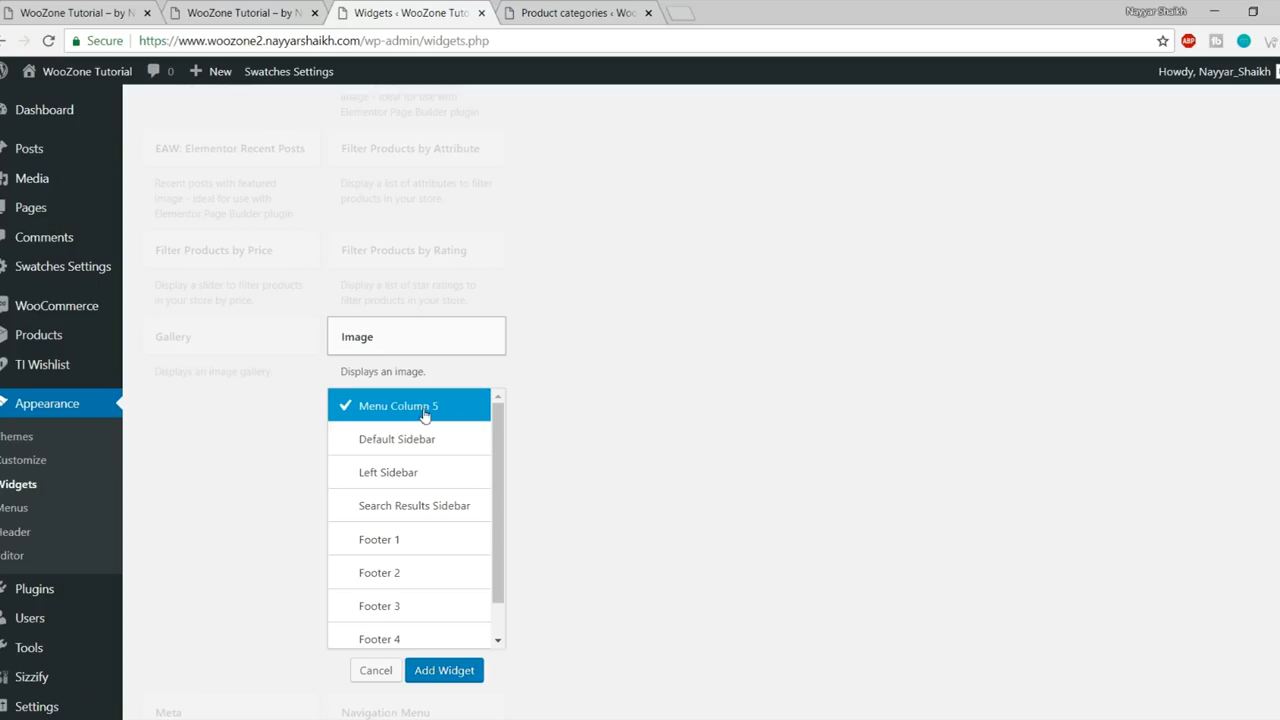 WooZone Tutorial – by N
WooZone Tutorial – by N
Widgets ‹ WooZone Tuto
Product categories ‹ Woo
Nayyar Shaikh
Secure
https://www.woozone2.nayyarshaikh.com/wp-admin/widgets.php
ABP
WooZone Tutorial
0
New
Swatches Settings
Howdy, Nayyar_Shaikh
Dashboard
Posts
Media
Pages
Comments
Swatches Settings
WooCommerce
Products
TI Wishlist
Appearance
hemes
ustomize
Widgets
Menus
Header
ditor
Plugins
Users
Tools
Sizzify
Settings
image - ideal for use with
Elementor Page Builder plugin
EAW: Elementor Recent Posts
Filter Products by Attribute
Recent posts with featured
image - ideal for use with
Elementor Page Builder plugin
Display a list of attributes to filter
products in your store.
Filter Products by Price
Filter Products by Rating
Display a slider to filter products
in your store by price.
Display a list of star ratings to
filter products in your store.
Gallery
Image
Displays an image gallery
Displays an image.
Menu Column 5
Default Sidebar
Left Sidebar
Search Results Sidebar
Footer 1
Footer 2
Footer 3
Footer 4
Cancel
Add Widget
Meta
Navigation Menu